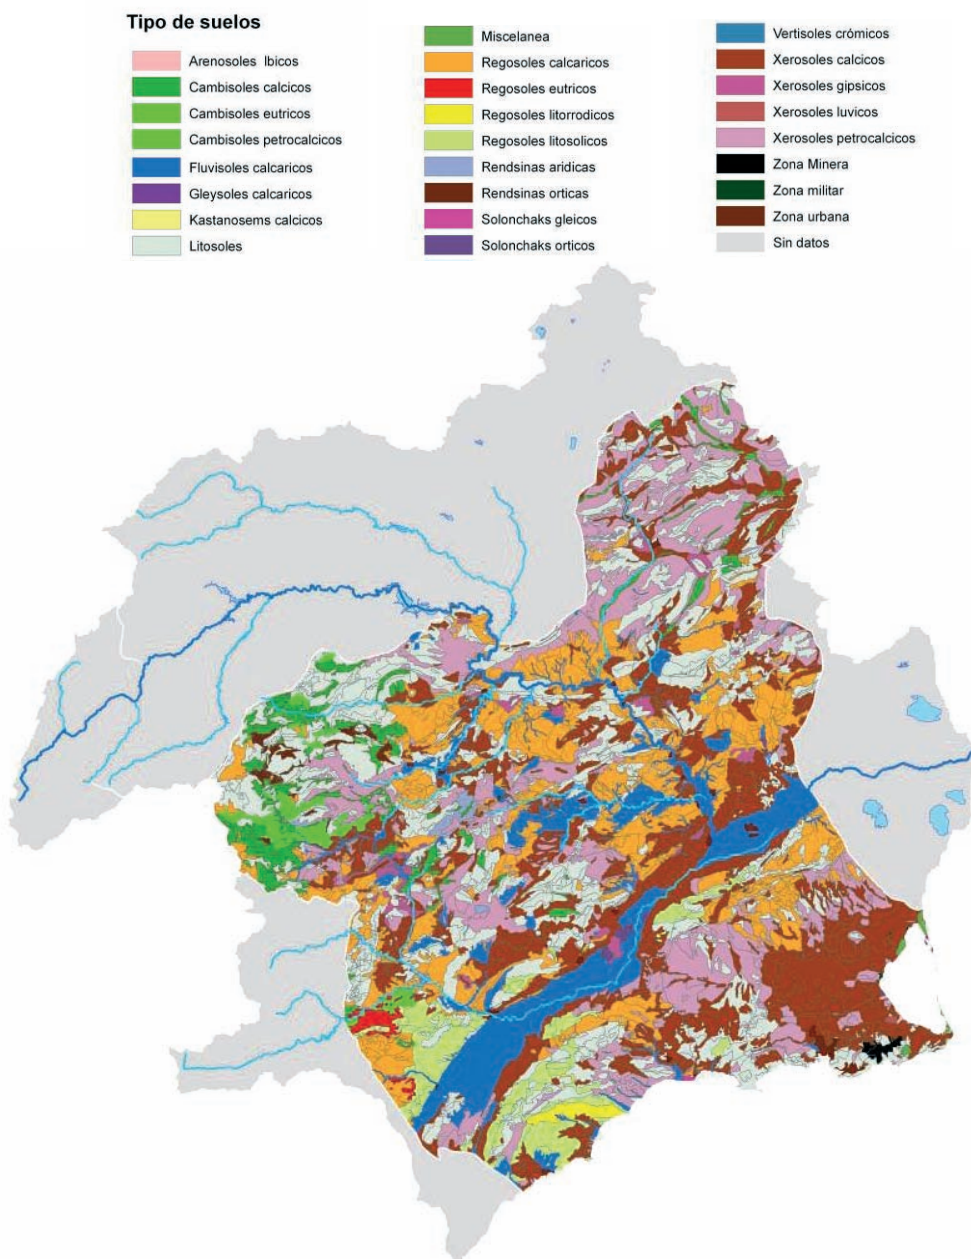 Tipo de suelos
Arenosoles lbicos
Cambisoles calcicos
Cambisoles eutricos
Cambisoles petrocalcicos
Fluvisoles calcaricos
Gleysoles calcaricos
Kastanosems calcicos
Litosoles
Miscelanea
Regosoles calcaricos
Regosoles eutricos
Regosoles litorrodicos
Regosoles litosolicos
Rendsinas aridicas
Rendsinas orticas
Solonchaks gleicos
Solonchaks orticos
Vertisoles crómicos
Xerosoles calcicos
Xerosoles gipsicos
Xerosoles luvicos
Xerosoles petrocalcicos
Zona Minera
Zona militar
Zona urbana
Sin datos